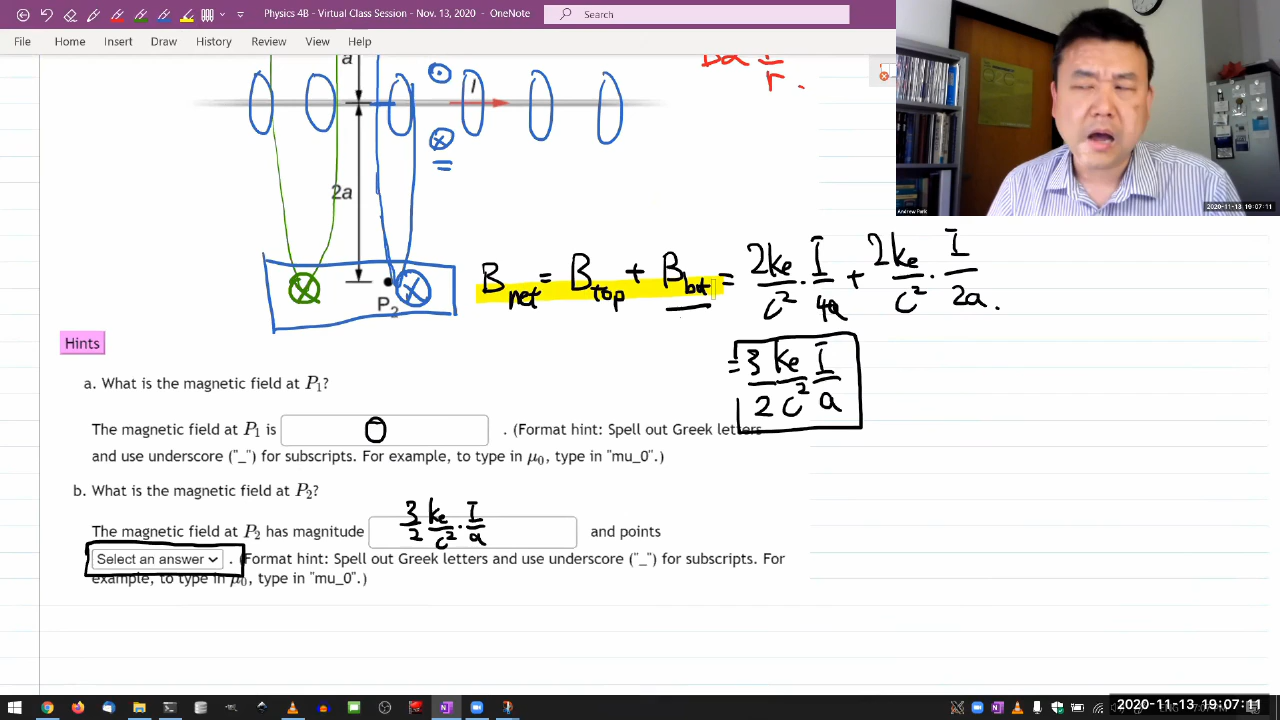 Physics 4B - Virtual Class Session - OneNote
Search
File Home Insert Draw History Review View Help
a
I
Bα I
r
2a
P₂
B_net = B_top + B_bot = 2ke/c² · I/4a + 2ke/c² · I/2a.
= 3/2 ke/c² I/a
Hints
a. What is the magnetic field at P₁?
The magnetic field at P₁ is 0 . (Format hint: Spell out Greek letters
and use underscore ("_") for subscripts. For example, to type in μ₀, type in "mu_0".)
b. What is the magnetic field at P₂?
The magnetic field at P₂ has magnitude 3/2 ke/c² · I/a and points
Select an answer . (Format hint: Spell out Greek letters and use underscore ("_") for subscripts. For
example, to type in μ₀, type in "mu_0".)
Andrew Park
2020-11-13 19:07:11
2020-11-13 19:07:11